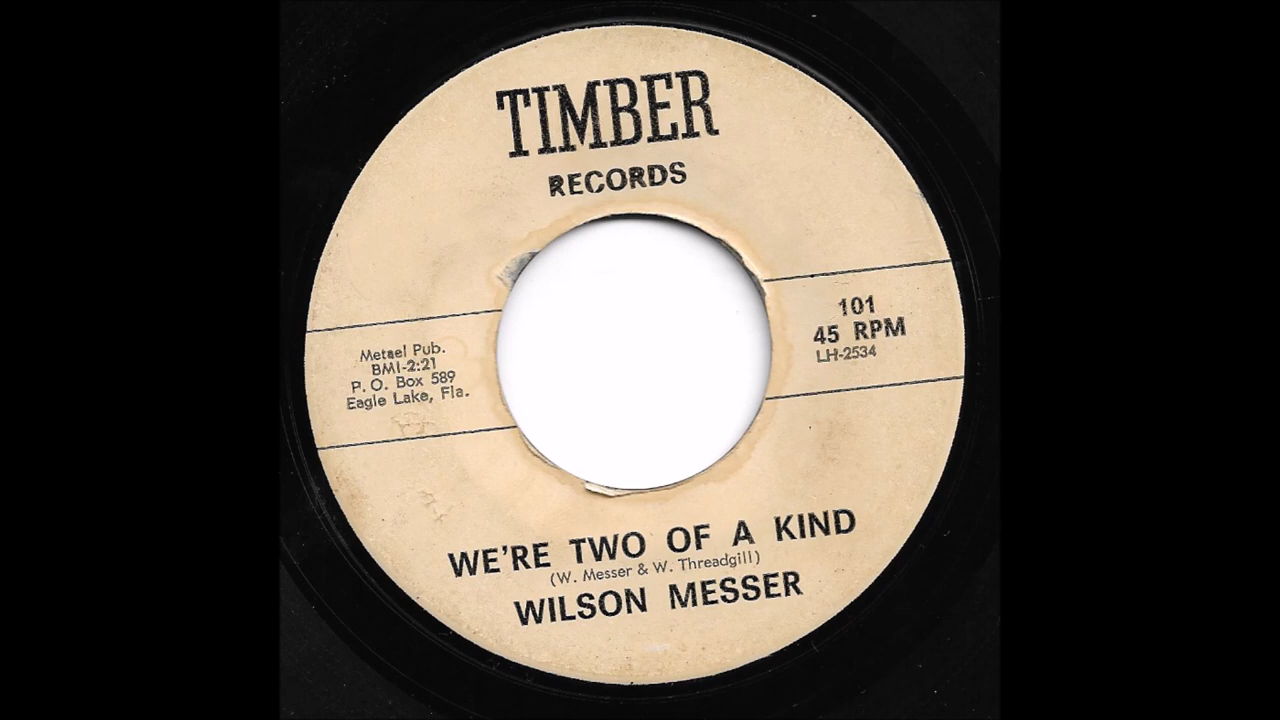 TIMBER
RECORDS
Metael Pub.
BMI-2:21
P. O. Box 589
Eagle Lake, Fla.
101
45 RPM
LH-2534
WE'RE TWO OF A KIND
(W. Messer & W. Threadgill)
WILSON MESSER